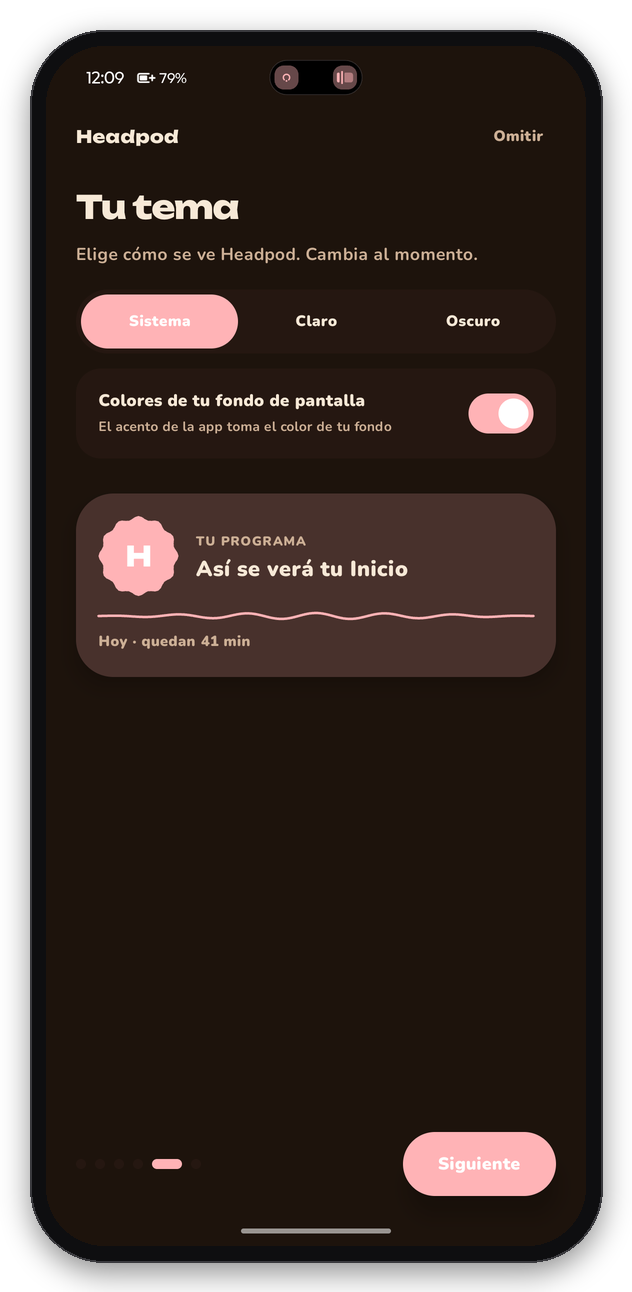 12:09 79%
Headpod
Omitir
Tu tema
Elige cómo se ve Headpod. Cambia al momento.
Sistema Claro Oscuro
Colores de tu fondo de pantalla
El acento de la app toma el color de tu fondo
H
TU PROGRAMA
Así se verá tu Inicio
Hoy · quedan 41 min
Siguiente